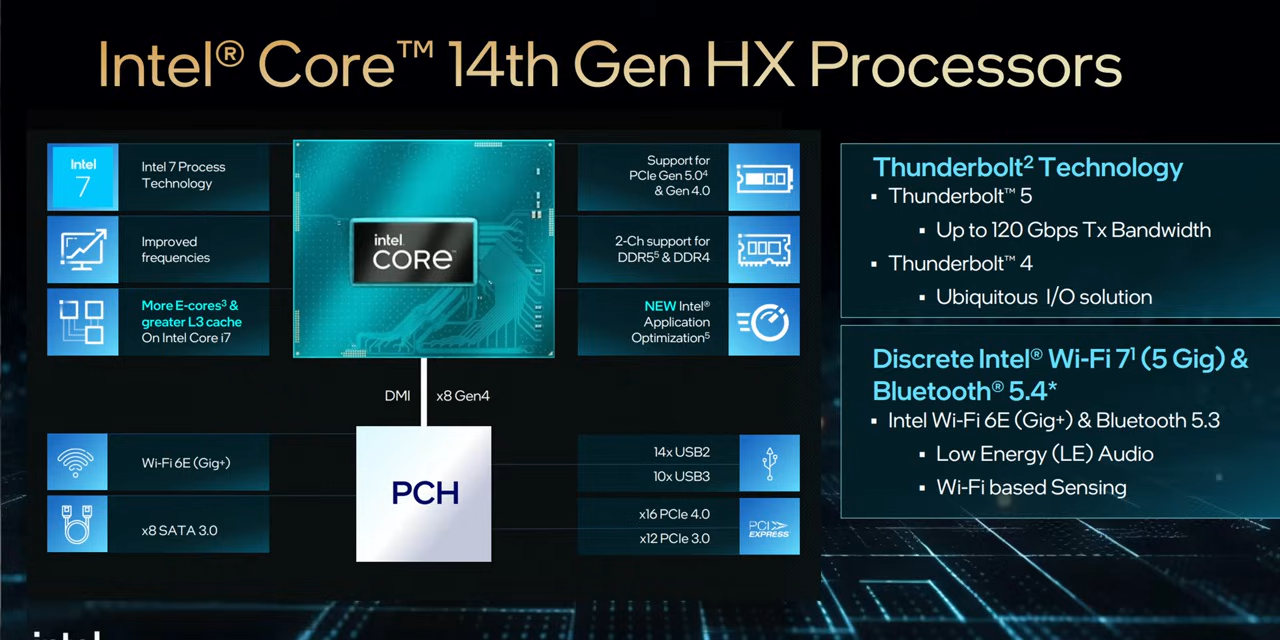 Intel® Core™ 14th Gen HX Processors
Intel
7
Intel 7 Process
Technology
Improved
frequencies
More E-cores³ &
greater L3 cache
On Intel Core i7
intel
CORE™
Support for
PCIe Gen 5.0⁴
& Gen 4.0
2-Ch support for
DDR5⁵ & DDR4
NEW Intel®
Application
Optimization⁵
DMI
x8 Gen4
PCH
Wi-Fi 6E (Gig+)
x8 SATA 3.0
14x USB2
10x USB3
x16 PCIe 4.0
x12 PCIe 3.0
PCI
EXPRESS
Thunderbolt² Technology
▪ Thunderbolt™ 5
▪ Up to 120 Gbps Tx Bandwidth
▪ Thunderbolt™ 4
▪ Ubiquitous I/O solution
Discrete Intel® Wi-Fi 7¹ (5 Gig) &
Bluetooth® 5.4*
▪ Intel Wi-Fi 6E (Gig+) & Bluetooth 5.3
▪ Low Energy (LE) Audio
▪ Wi-Fi based Sensing
intel